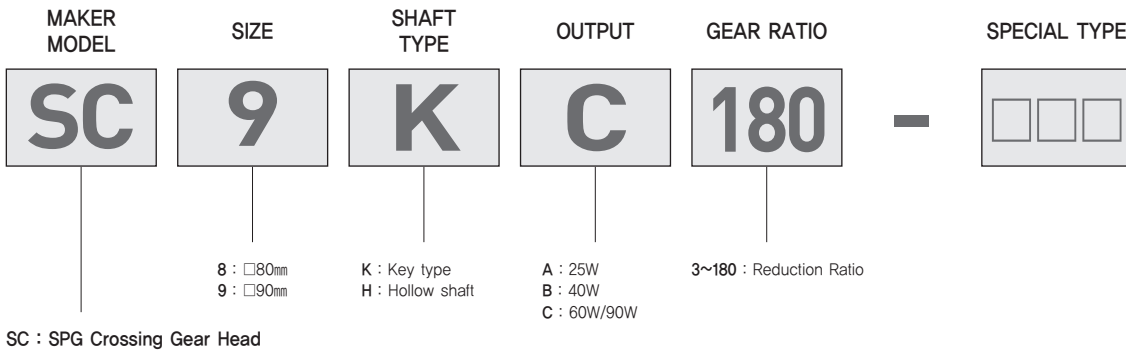 MAKER MODEL
SIZE
SHAFT TYPE
OUTPUT
GEAR RATIO
SPECIAL TYPE
SC
9
K
C
180
-
□□□
8 : □80㎜
9 : □90㎜
K : Key type
H : Hollow shaft
A : 25W
B : 40W
C : 60W/90W
3~180 : Reduction Ratio
SC : SPG Crossing Gear Head